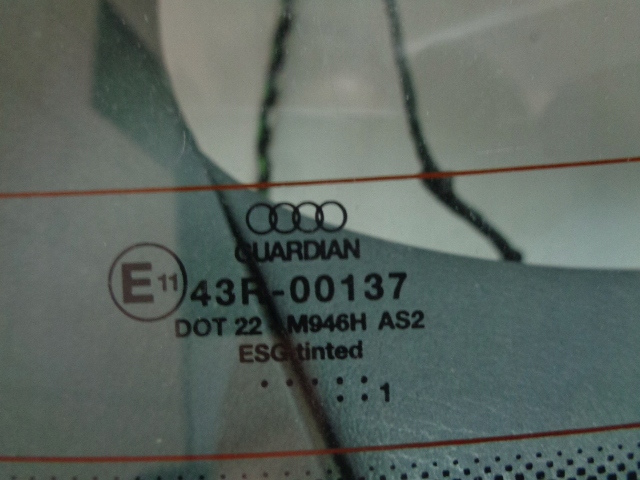 GUARDIAN
E11 43R-00137
DOT 22 M946H AS2
ESG tinted
1